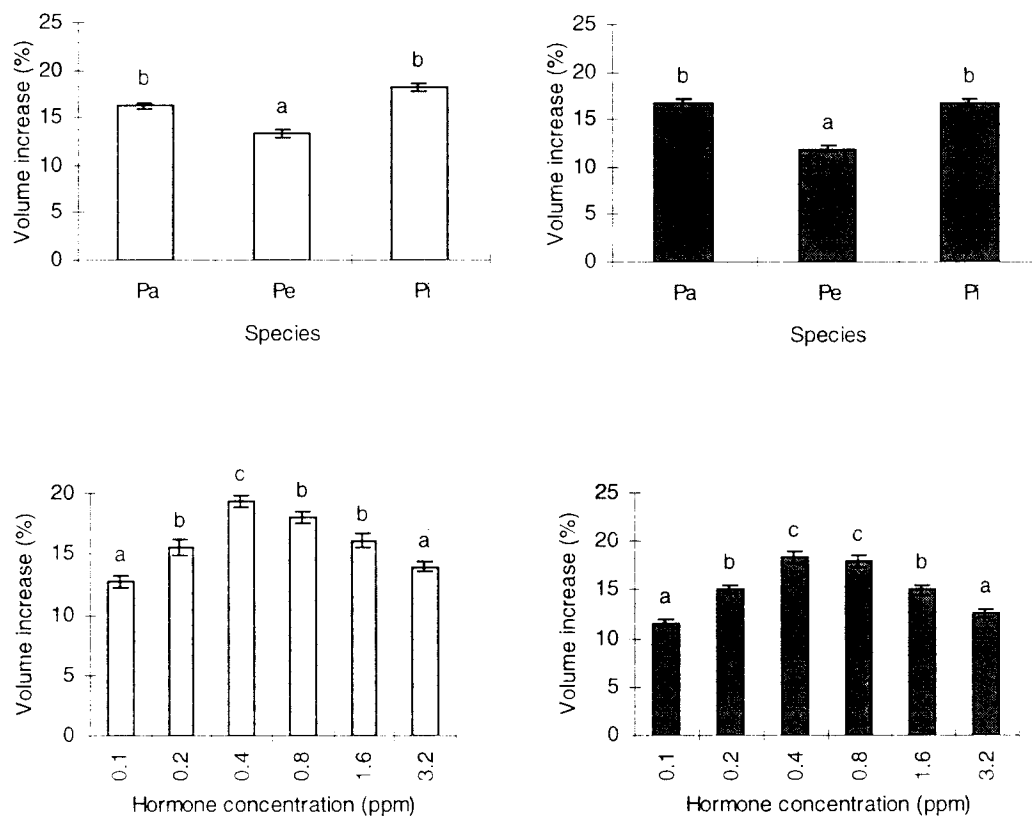 25
20
15
10
5
0
Volume increase (%)
b
a
b
Pa Pe Pi
Species
25
20
15
10
5
0
Volume increase (%)
b
a
b
Pa Pe Pi
Species
20
15
10
5
0
Volume increase (%)
a
b
c
b
b
a
0.1 0.2 0.4 0.8 1.6 3.2
Hormone concentration (ppm)
25
20
15
10
5
0
Volume increase (%)
a
b
c
c
b
a
0.1 0.2 0.4 0.8 1.6 3.2
Hormone concentration (ppm)